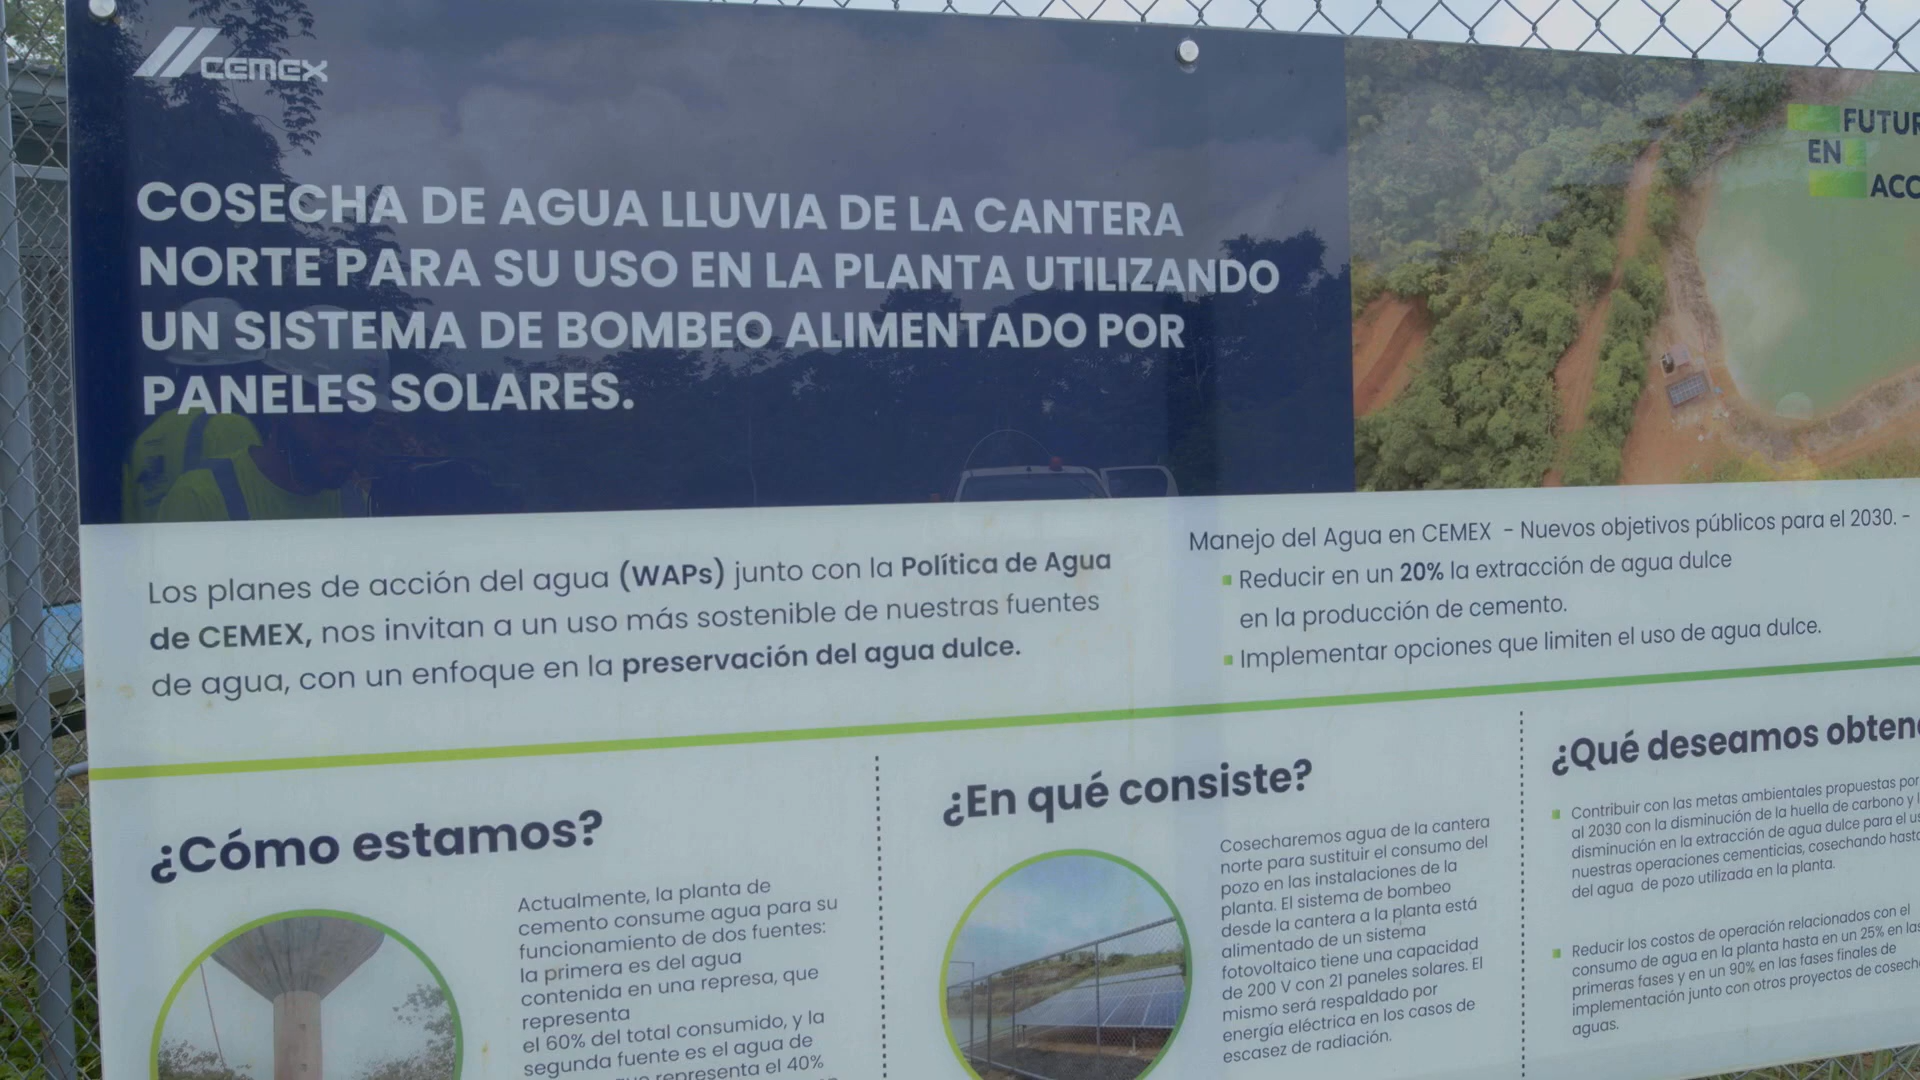 CEMEX
COSECHA DE AGUA LLUVIA DE LA CANTERA
NORTE PARA SU USO EN LA PLANTA UTILIZANDO
UN SISTEMA DE BOMBEO ALIMENTADO POR
PANELES SOLARES.
FUTUR
EN
ACC
Los planes de acción del agua (WAPs) junto con la Política de Agua
de CEMEX, nos invitan a un uso más sostenible de nuestras fuentes
de agua, con un enfoque en la preservación del agua dulce.
Manejo del Agua en CEMEX - Nuevos objetivos públicos para el 2030. -
Reducir en un 20% la extracción de agua dulce
en la producción de cemento.
Implementar opciones que limiten el uso de agua dulce.
¿Cómo estamos?
Actualmente, la planta de
cemento consume agua para su
funcionamiento de dos fuentes:
la primera es del agua
contenida en una represa, que
representa
el 60% del total consumido, y la
segunda fuente es el agua de
representa el 40%
¿En qué consiste?
Cosecharemos agua de la cantera
norte para sustituir el consumo del
pozo en las instalaciones de la
planta. El sistema de bombeo
desde la cantera a la planta está
alimentado de un sistema
fotovoltaico tiene una capacidad
de 200 V con 21 paneles solares. El
mismo será respaldado por
energía eléctrica en los casos de
escasez de radiación.
¿Qué deseamos obten
Contribuir con las metas ambientales propuestas por
al 2030 con la disminución de la huella de carbono y l
disminución en la extracción de agua dulce para el us
nuestras operaciones cementicias, cosechando hast
del agua de pozo utilizada en la planta.
Reducir los costos de operación relacionados con el
consumo de agua en la planta hasta en un 25% en las
primeras fases y en un 90% en las fases finales de
implementación junto con otros proyectos de cosech
aguas.